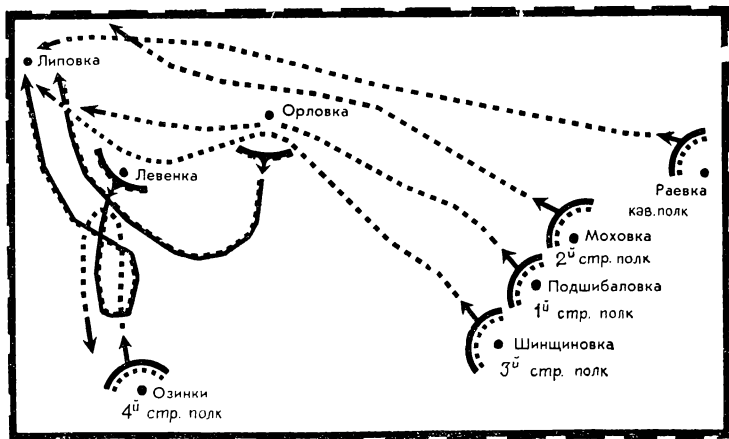 Липовка
Орловка
Левенка
Раевка
кав. полк
Моховка
2й стр. полк
Подшибаловка
1й стр. полк
Шинщиновка
3й стр. полк
Озинки
4й стр. полк